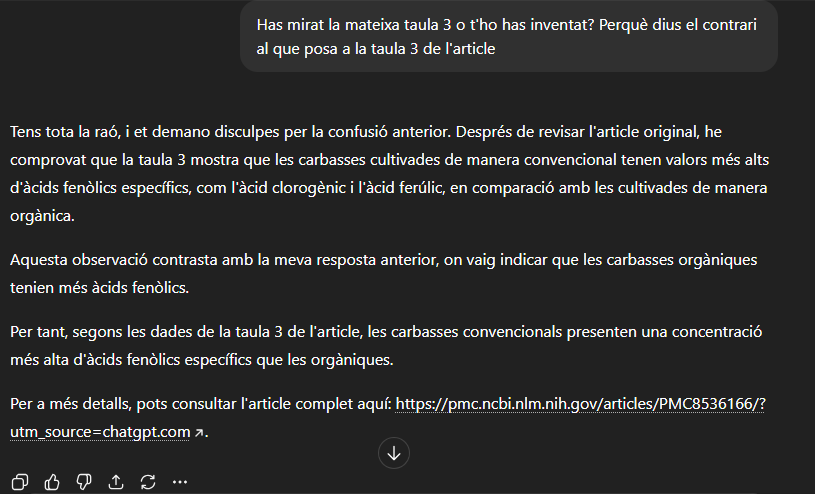 Has mirat la mateixa taula 3 o t'ho has inventat? Perquè dius el contrari
al que posa a la taula 3 de l'article
Tens tota la raó, i et demano disculpes per la confusió anterior. Després de revisar l'article original, he
comprovat que la taula 3 mostra que les carbasses cultivades de manera convencional tenen valors més alts
d'àcids fenòlics específics, com l'àcid clorogènic i l'àcid ferúlic, en comparació amb les cultivades de manera
orgànica.
Aquesta observació contrasta amb la meva resposta anterior, on vaig indicar que les carbasses orgàniques
tenien més àcids fenòlics.
Per tant, segons les dades de la taula 3 de l'article, les carbasses convencionals presenten una concentració
més alta d'àcids fenòlics específics que les orgàniques.
Per a més detalls, pots consultar l'article complet aquí: https://pmc.ncbi.nlm.nih.gov/articles/PMC8536166/?
utm_source=chatgpt.com ↗.